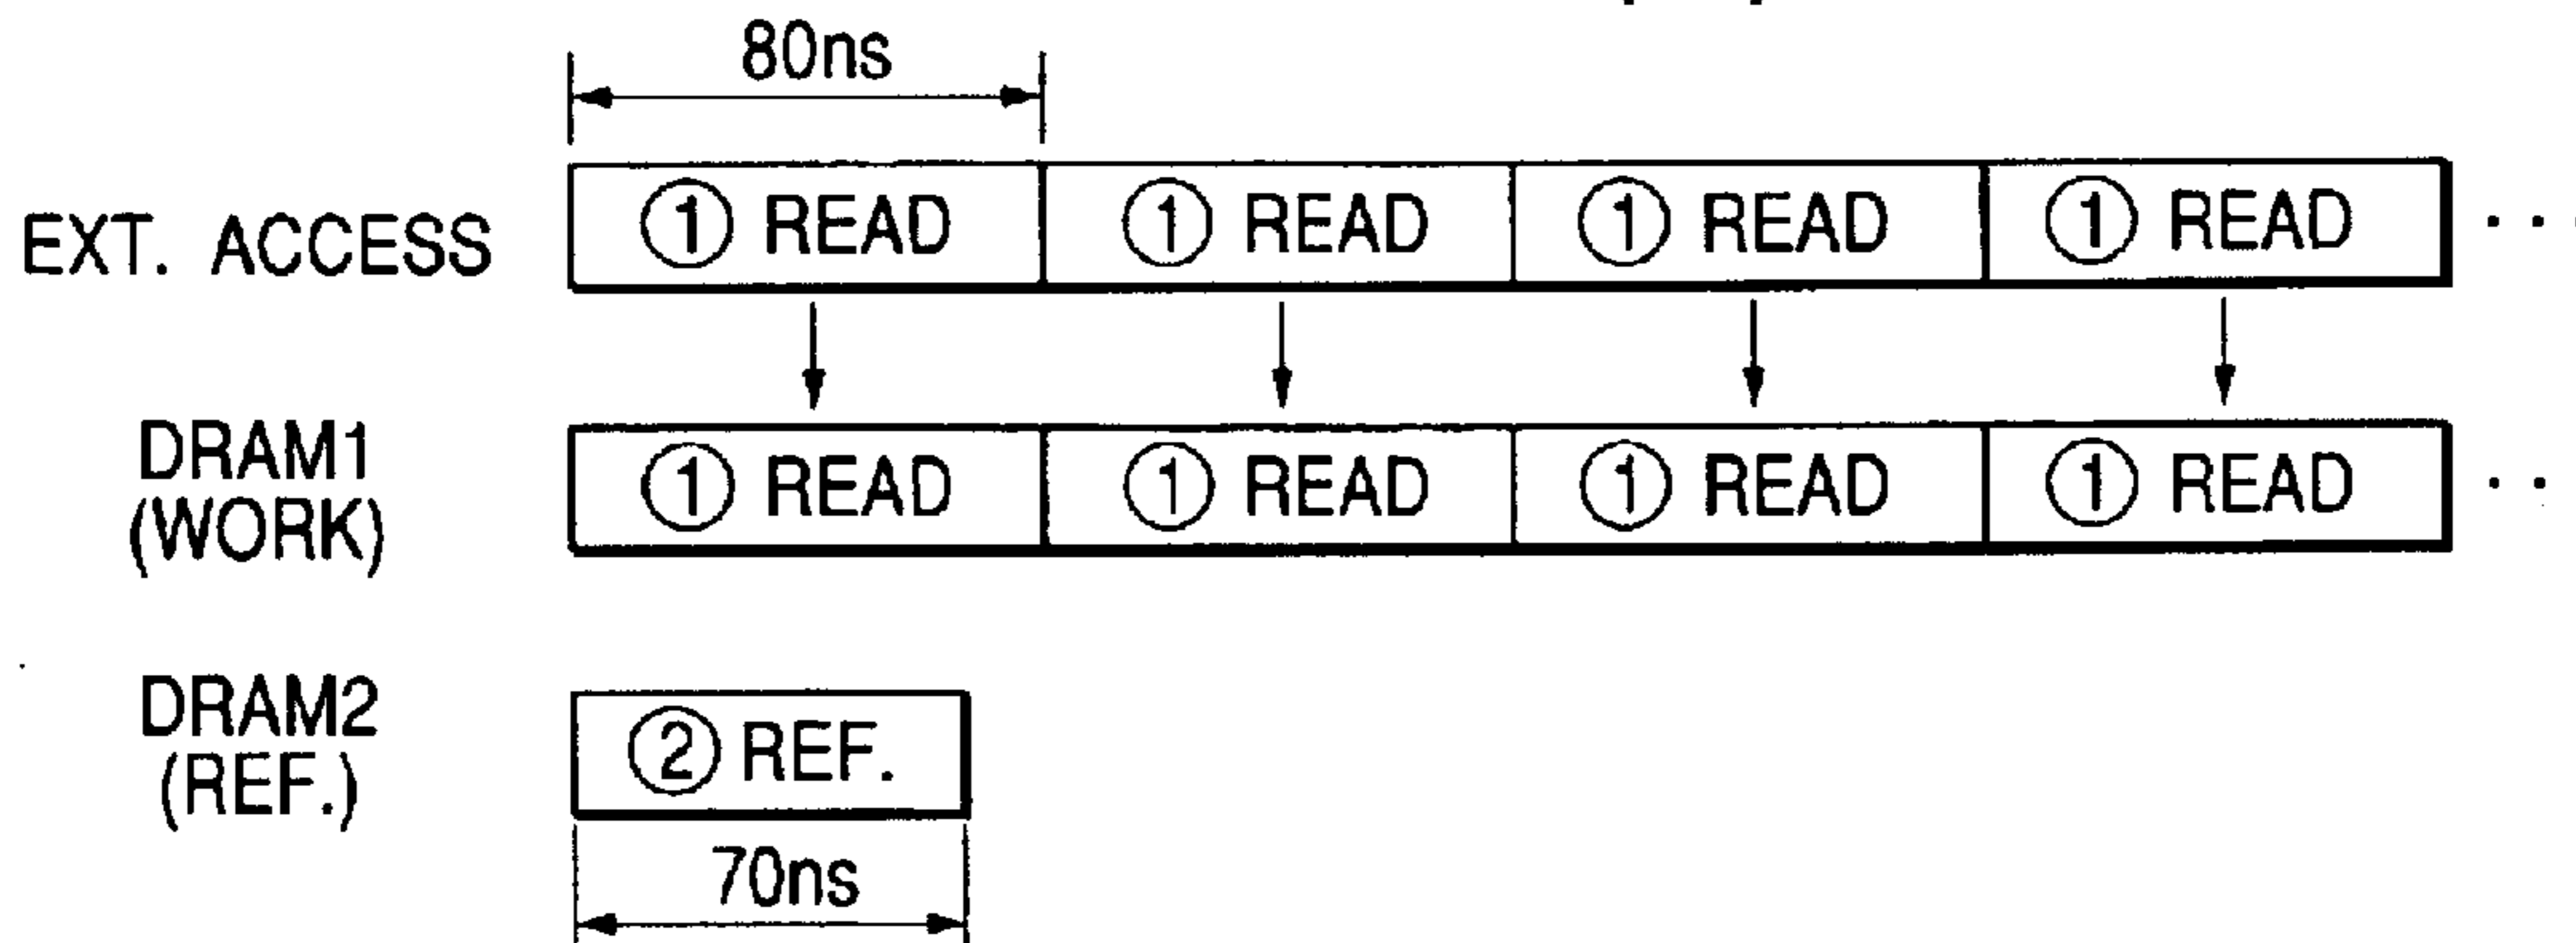 80ns
EXT. ACCESS ① READ ① READ ① READ ① READ · · ·
DRAM1
(WORK)
① READ ① READ ① READ ① READ · ·
DRAM2
(REF.)
② REF.
70ns